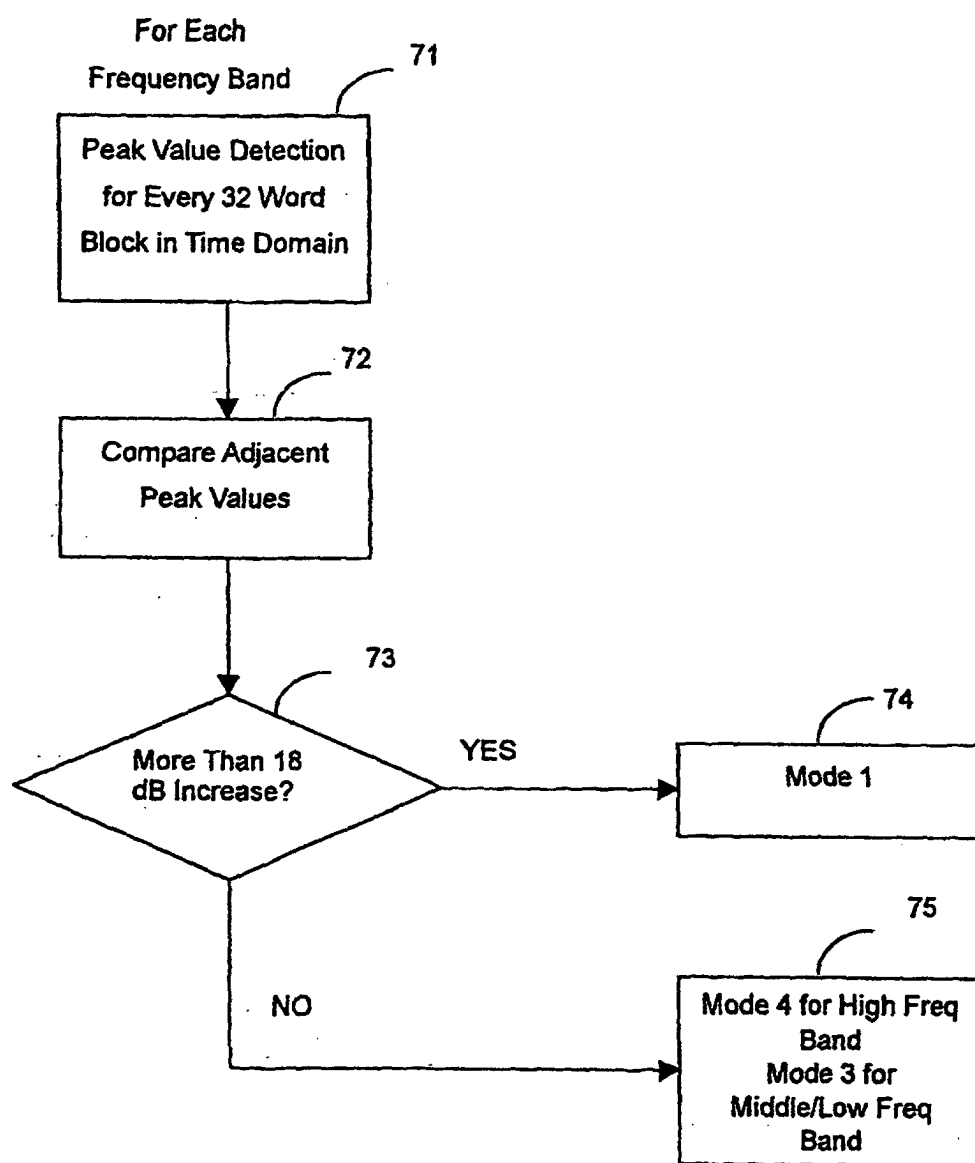 For Each
Frequency Band
71
Peak Value Detection
for Every 32 Word
Block in Time Domain
72
Compare Adjacent
Peak Values
73
More Than 18
dB Increase?
YES
74
Mode 1
75
NO
Mode 4 for High Freq
Band
Mode 3 for
Middle/Low Freq
Band